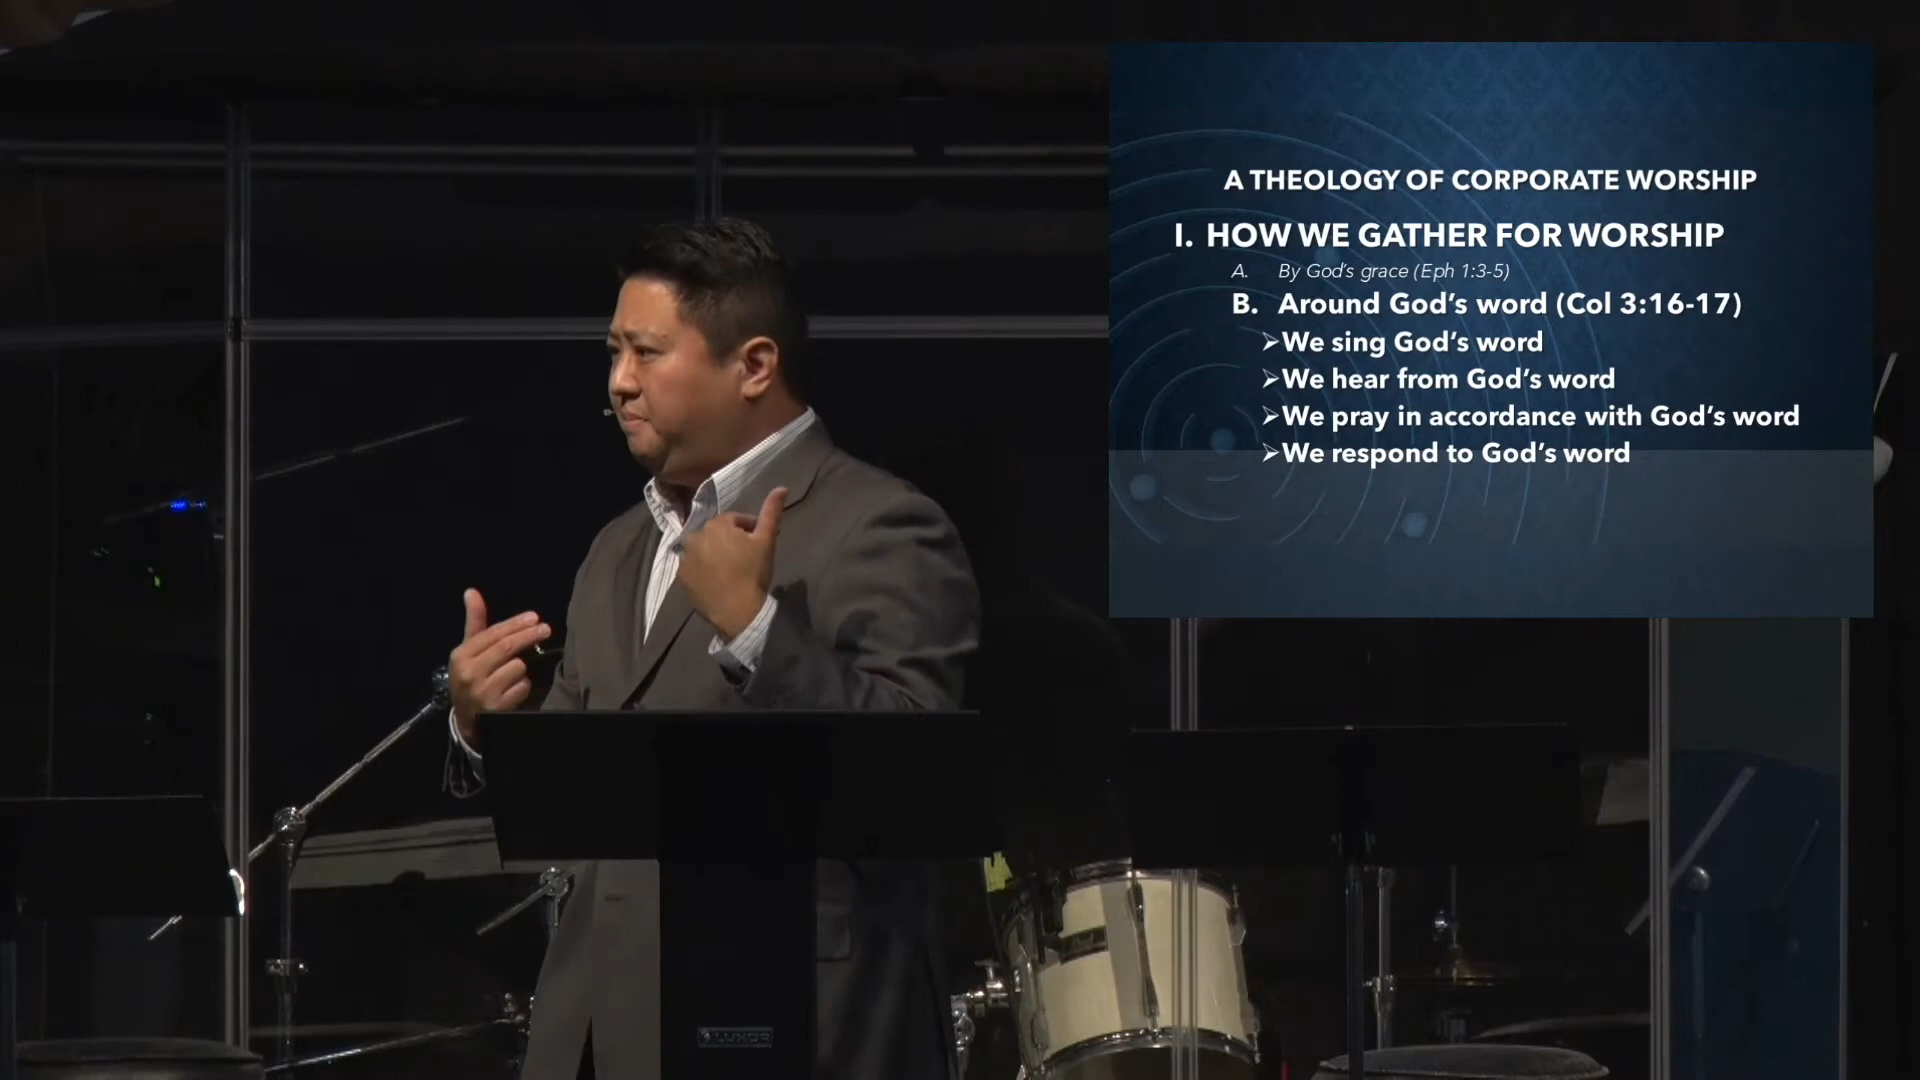 A THEOLOGY OF CORPORATE WORSHIP
I. HOW WE GATHER FOR WORSHIP
A. By God's grace (Eph 1:3-5)
B. Around God's word (Col 3:16-17)
➢We sing God's word
➢We hear from God's word
➢We pray in accordance with God's word
➢We respond to God's word
LUXOR